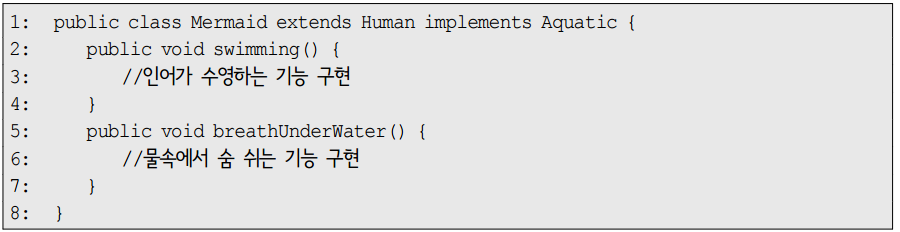 1: public class Mermaid extends Human implements Aquatic {
2: public void swimming() {
3: //인어가 수영하는 기능 구현
4: }
5: public void breathUnderWater() {
6: //물속에서 숨 쉬는 기능 구현
7: }
8: }